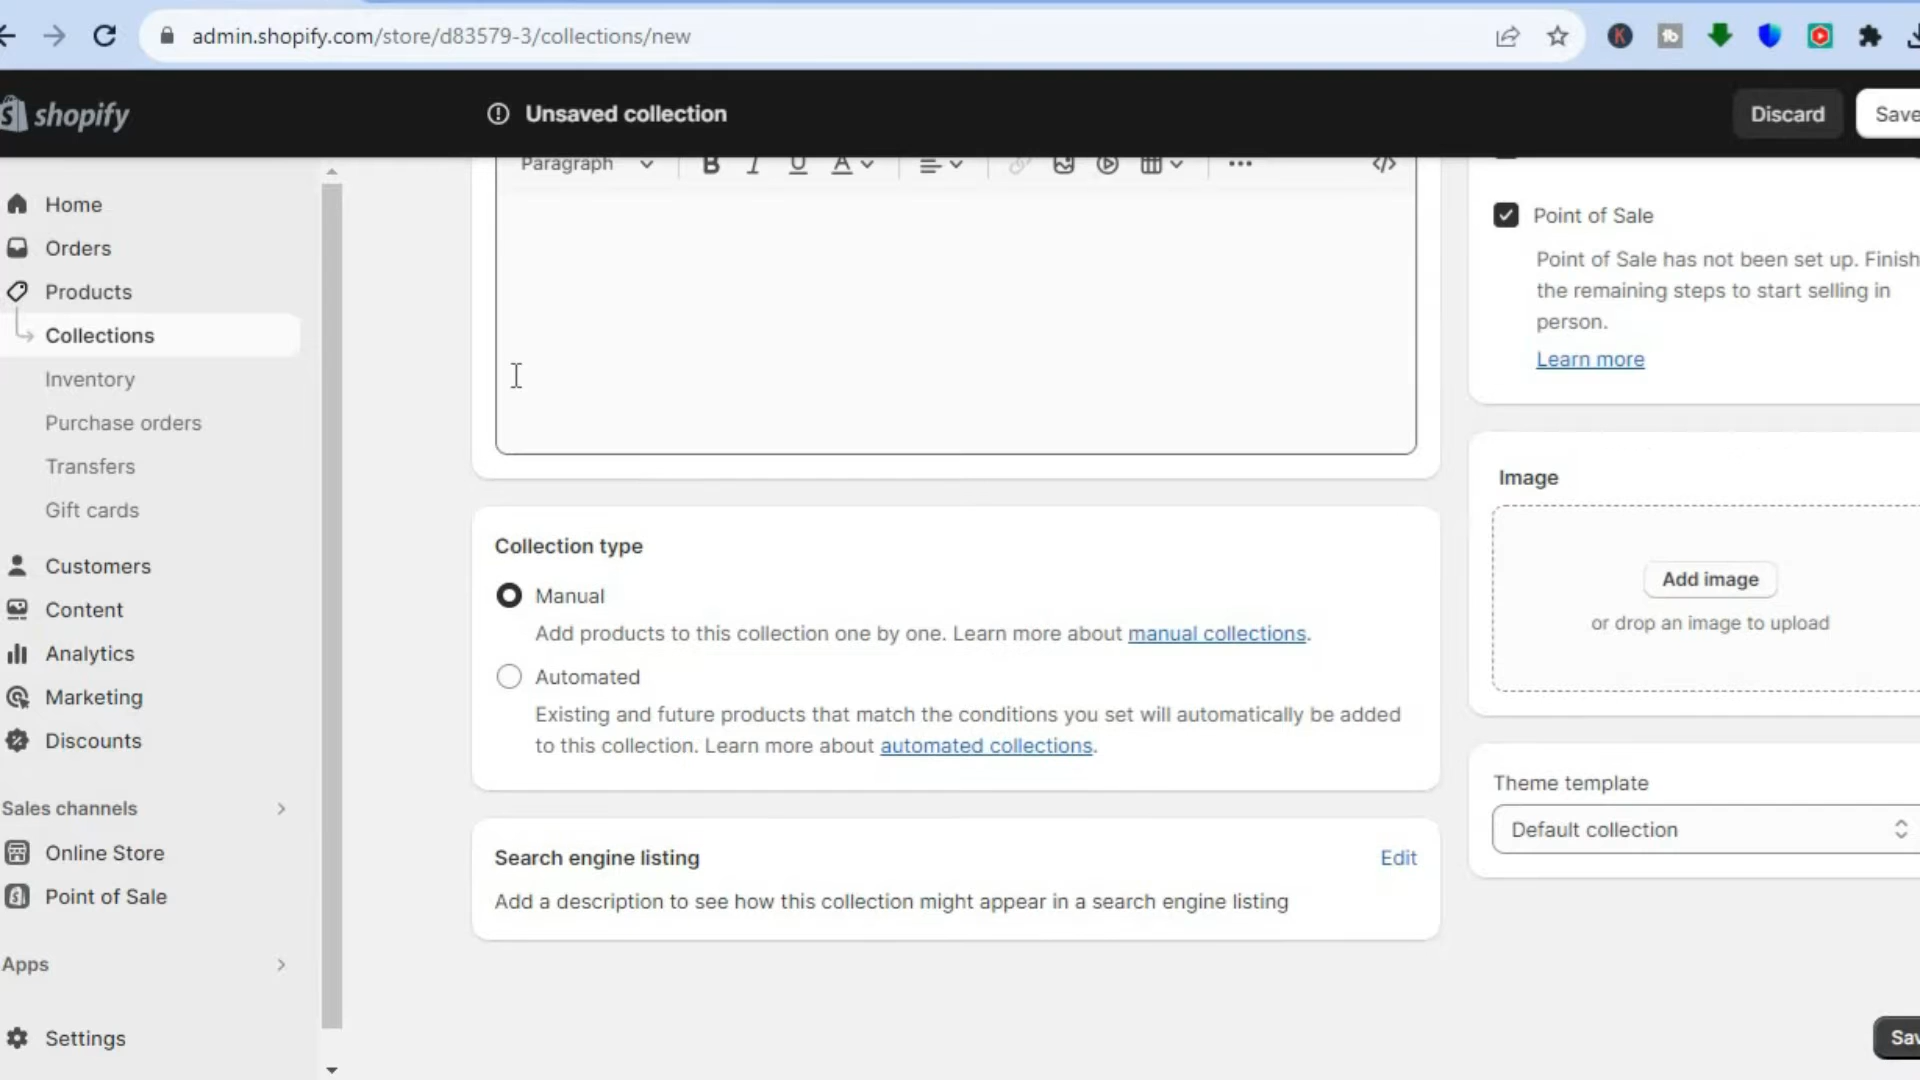 admin.shopify.com/store/d83579-3/collections/new
shopify
Unsaved collection
Discard
Save
Home
Orders
Products
Collections
Inventory
Purchase orders
Transfers
Gift cards
Customers
Content
Analytics
Marketing
Discounts
Sales channels
Online Store
Point of Sale
Apps
Settings
Paragraph
B I U A
Collection type
Manual
Add products to this collection one by one. Learn more about manual collections.
Automated
Existing and future products that match the conditions you set will automatically be added
to this collection. Learn more about automated collections.
Search engine listing
Edit
Add a description to see how this collection might appear in a search engine listing
Point of Sale
Point of Sale has not been set up. Finish
the remaining steps to start selling in
person.
Learn more
Image
Add image
or drop an image to upload
Theme template
Default collection
Sav